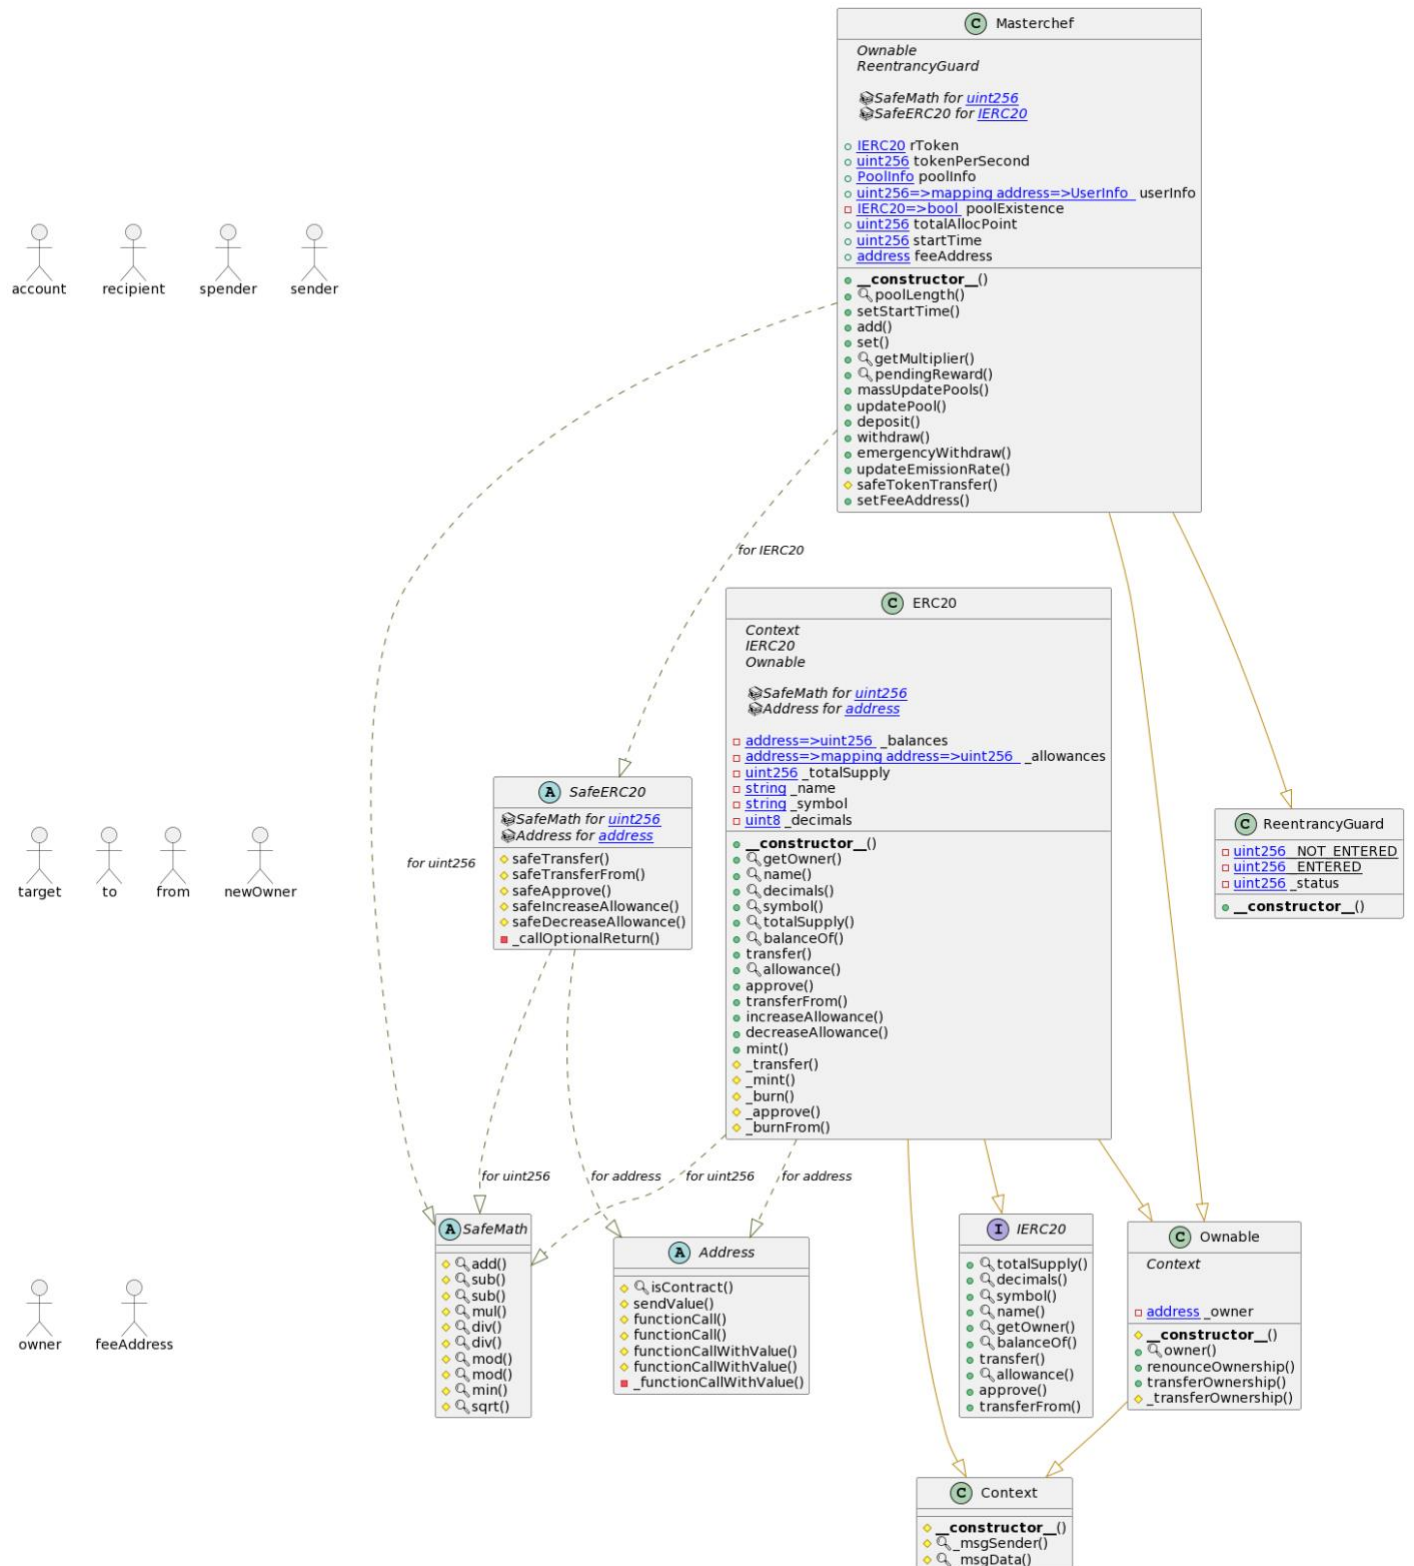 C Masterchef
Ownable
ReentrancyGuard
SafeMath for uint256
SafeERC20 for IERC20
IERC20 rToken
uint256 tokenPerSecond
PoolInfo poolInfo
uint256=>mapping address=>UserInfo userInfo
IERC20=>bool poolExistence
uint256 totalAllocPoint
uint256 startTime
address feeAddress
__constructor__()
poolLength()
setStartTime()
add()
set()
getMultiplier()
pendingReward()
massUpdatePools()
updatePool()
deposit()
withdraw()
emergencyWithdraw()
updateEmissionRate()
safeTokenTransfer()
setFeeAddress()
account recipient spender sender
for IERC20
C ERC20
Context
IERC20
Ownable
SafeMath for uint256
Address for address
address=>uint256 _balances
address=>mapping address=>uint256 _allowances
uint256 _totalSupply
string _name
string _symbol
uint8 _decimals
__constructor__()
getOwner()
name()
decimals()
symbol()
totalSupply()
balanceOf()
transfer()
allowance()
approve()
transferFrom()
increaseAllowance()
decreaseAllowance()
mint()
_transfer()
_mint()
_burn()
_approve()
_burnFrom()
A SafeERC20
SafeMath for uint256
Address for address
safeTransfer()
safeTransferFrom()
safeApprove()
safeIncreaseAllowance()
safeDecreaseAllowance()
_callOptionalReturn()
C ReentrancyGuard
uint256 _NOT_ENTERED
uint256 _ENTERED
uint256 _status
__constructor__()
target to from newOwner
for uint256
for uint256 for address for uint256 for address
A SafeMath
add()
sub()
sub()
mul()
div()
div()
mod()
mod()
min()
sqrt()
A Address
isContract()
sendValue()
functionCall()
functionCall()
functionCallWithValue()
functionCallWithValue()
_functionCallWithValue()
I IERC20
totalSupply()
decimals()
symbol()
name()
getOwner()
balanceOf()
transfer()
allowance()
approve()
transferFrom()
C Ownable
Context
address _owner
__constructor__()
owner()
renounceOwnership()
transferOwnership()
_transferOwnership()
owner feeAddress
C Context
__constructor__()
_msgSender()
_msgData()